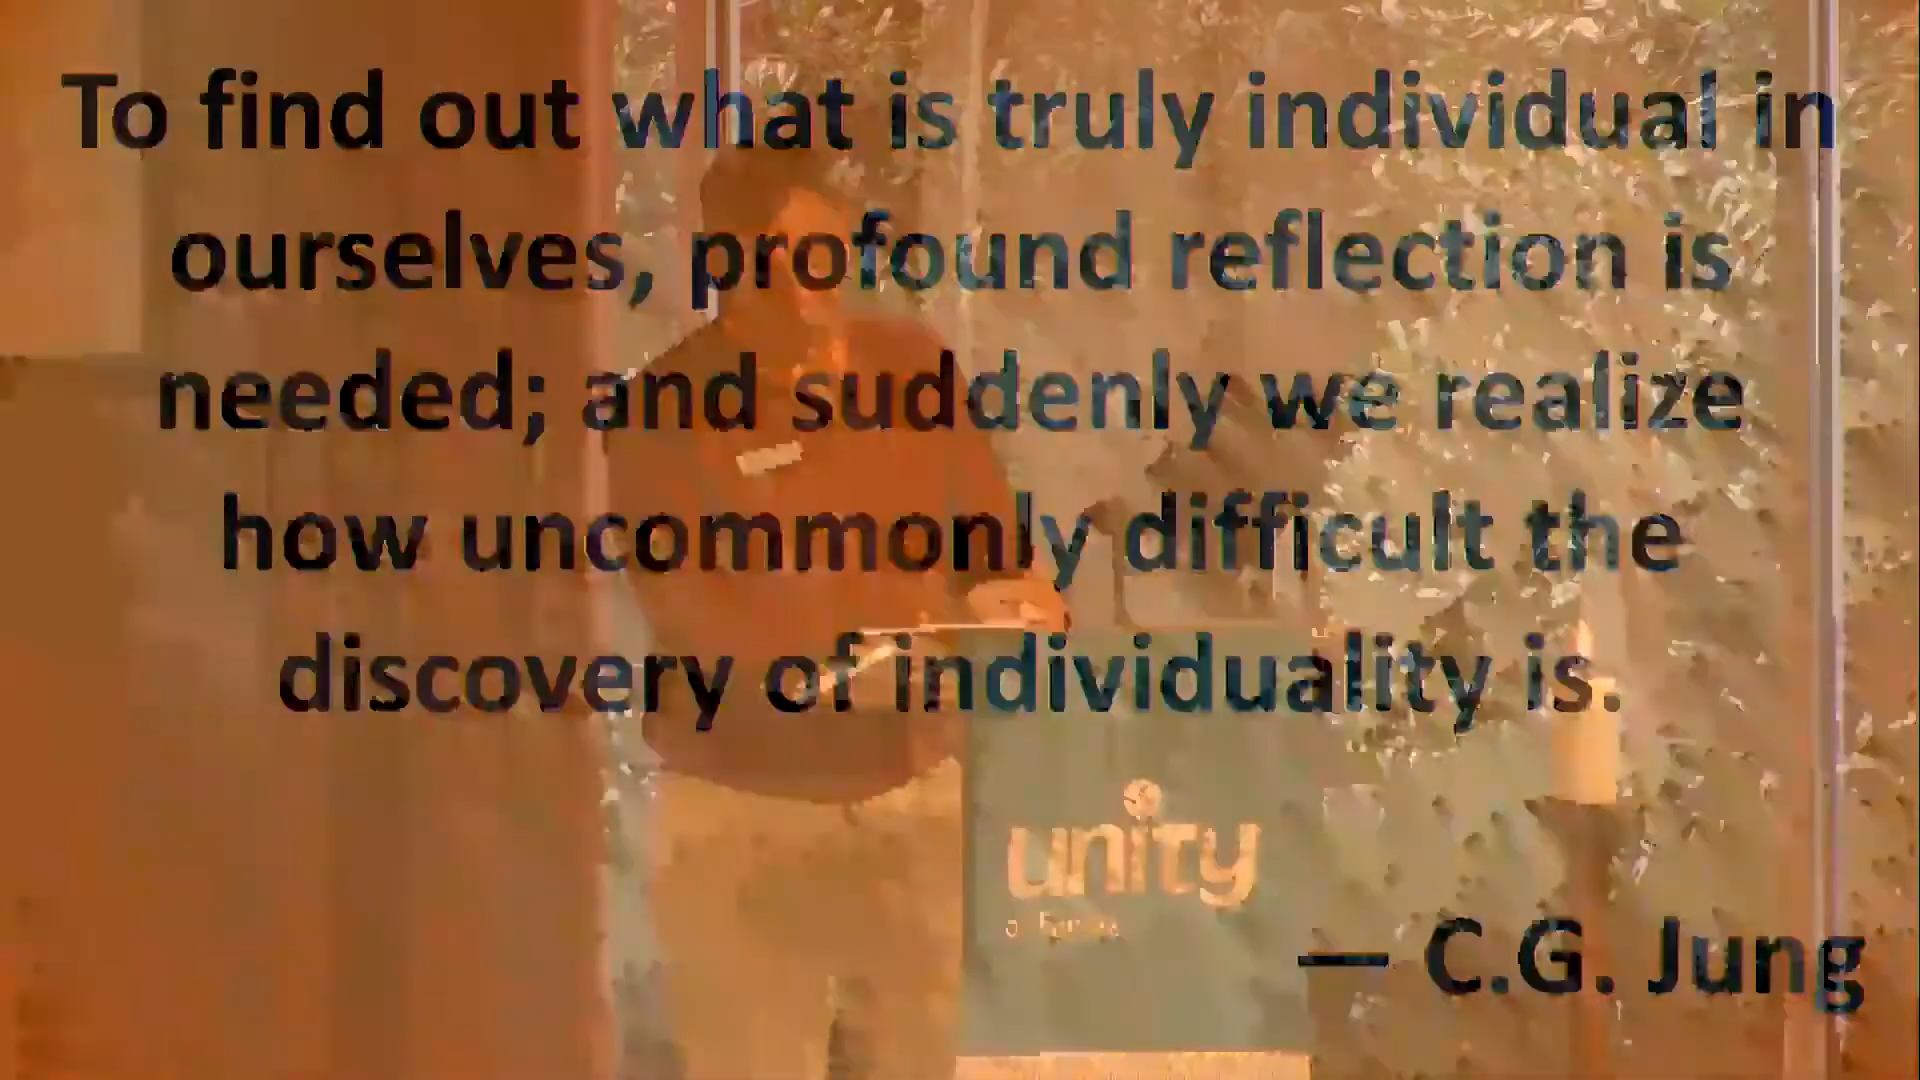 To find out what is truly individual in
ourselves, profound reflection is
needed; and suddenly we realize
how uncommonly difficult the
discovery of individuality is.
— C.G. Jung
unity